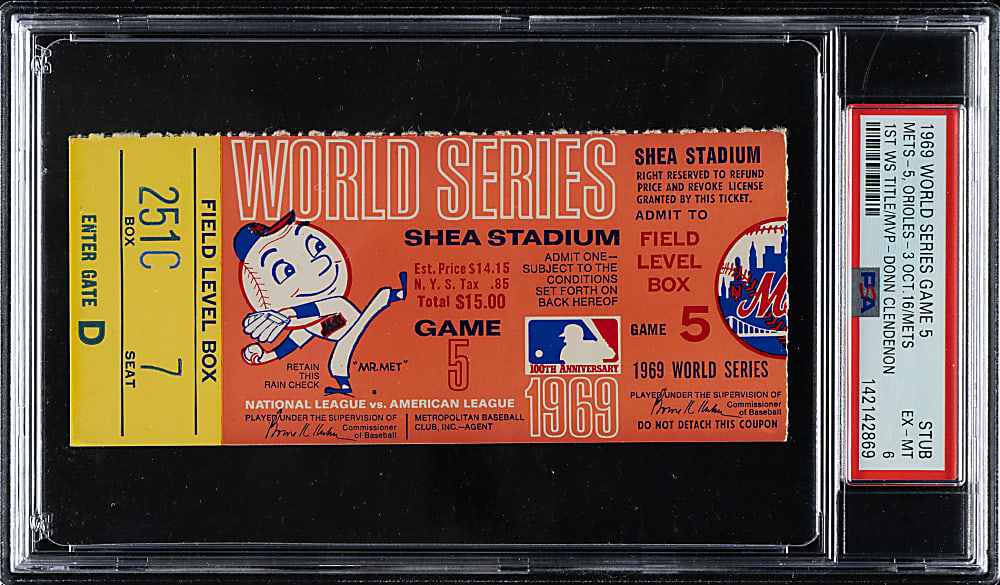 FIELD LEVEL BOX
251C
BOX
7
SEAT
ENTER GATE D
WORLD SERIES
SHEA STADIUM
Est. Price $14.15
N.Y.S. Tax .85
Total $15.00
ADMIT ONE—
SUBJECT TO THE
CONDITIONS
SET FORTH ON
BACK HEREOF
GAME
5
RETAIN
THIS
RAIN CHECK
"MR. MET"
100TH ANNIVERSARY
1969
NATIONAL LEAGUE vs. AMERICAN LEAGUE
PLAYED UNDER THE SUPERVISION OF
Bowie K. Kuhn Commissioner
of Baseball
METROPOLITAN BASEBALL
CLUB, INC.—AGENT
SHEA STADIUM
RIGHT RESERVED TO REFUND
PRICE AND REVOKE LICENSE
GRANTED BY THIS TICKET.
ADMIT TO
FIELD
LEVEL
BOX
GAME 5
1969 WORLD SERIES
PLAYED UNDER THE SUPERVISION OF
Bowie K. Kuhn Commissioner
of Baseball
DO NOT DETACH THIS COUPON
1969 WORLD SERIES GAME 5 STUB
METS-5, ORIOLES-3 OCT.16/METS EX-MT
1ST WS TITLE/MVP-DONN CLENDENON 6
PSA
142142869